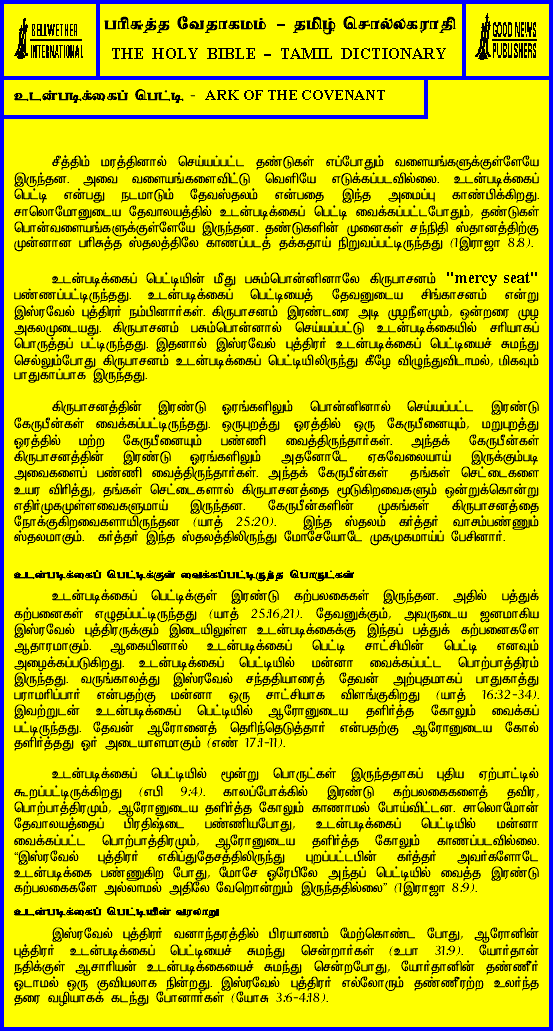 BELLWETHER
INTERNATIONAL
பரிசுத்த வேதாகமம் – தமிழ் சொல்லகராதி
THE HOLY BIBLE – TAMIL DICTIONARY
GOOD NEWS
PUBLISHERS
உடன்படிக்கைப் பெட்டி - ARK OF THE COVENANT
சீத்திம் மரத்தினால் செய்யப்பட்ட தண்டுகள் எப்போதும் வளையங்களுக்குள்ளேயே
இருந்தன. அவை வளையங்களைவிட்டு வெளியே எடுக்கப்படவில்லை. உடன்படிக்கைப்
பெட்டி என்பது நடமாடும் தேவஸ்தலம் என்பதை இந்த அமைப்பு காண்பிக்கிறது.
சாலொமோனுடைய தேவாலயத்தில் உடன்படிக்கைப் பெட்டி வைக்கப்பட்டபோதும், தண்டுகள்
பொன்வளையங்களுக்குள்ளேயே இருந்தன. தண்டுகளின் முனைகள் சந்நிதி ஸ்தானத்திற்கு
முன்னான பரிசுத்த ஸ்தலத்திலே காணப்படத் தக்கதாய் நிறுவப்பட்டிருந்தது (1இராஜா 8:8).
உடன்படிக்கைப் பெட்டியின் மீது பசும்பொன்னினாலே கிருபாசனம் "mercy seat"
பண்ணப்பட்டிருந்தது. உடன்படிக்கைப் பெட்டியைத் தேவனுடைய சிங்காசனம் என்று
இஸ்ரவேல் புத்திரர் நம்பினார்கள். கிருபாசனம் இரண்டரை அடி முழநீளமும், ஒன்றரை முழ
அகலமுடையது. கிருபாசனம் பசும்பொன்னால் செய்யப்பட்டு உடன்படிக்கையில் சரியாகப்
பொருத்தப் பட்டிருந்தது. இதனால் இஸ்ரவேல் புத்திரர் உடன்படிக்கைப் பெட்டியைச் சுமந்து
செல்லும்போது கிருபாசனம் உடன்படிக்கைப் பெட்டியிலிருந்து கீழே விழுந்துவிடாமல், மிகவும்
பாதுகாப்பாக இருந்தது.
கிருபாசனத்தின் இரண்டு ஓரங்களிலும் பொன்னினால் செய்யப்பட்ட இரண்டு
கேருபீன்கள் வைக்கப்பட்டிருந்தது. ஒருபுறத்து ஓரத்தில் ஒரு கேருபீனையும், மறுபுறத்து
ஓரத்தில் மற்ற கேருபீனையும் பண்ணி வைத்திருந்தார்கள். அந்தக் கேருபீன்கள்
கிருபாசனத்தின் இரண்டு ஓரங்களிலும் அதனோடே ஏகவேலையாய் இருக்கும்படி
அவைகளைப் பண்ணி வைத்திருந்தார்கள். அந்தக் கேருபீன்கள் தங்கள் செட்டைகளை
உயர விரித்து, தங்கள் செட்டைகளால் கிருபாசனத்தை மூடுகிறவைகளும் ஒன்றுக்கொன்று
எதிர்முகமுள்ளவைகளுமாய் இருந்தன. கேருபீன்களின் முகங்கள் கிருபாசனத்தை
நோக்குகிறவைகளாயிருந்தன (யாத் 25:20). இந்த ஸ்தலம் கர்த்தர் வாசம்பண்ணும்
ஸ்தலமாகும். கர்த்தர் இந்த ஸ்தலத்திலிருந்து மோசேயோடே முகமுகமாய்ப் பேசினார்.
உடன்படிக்கைப் பெட்டிக்குள் வைக்கப்பட்டிருந்த பொருட்கள்
உடன்படிக்கைப் பெட்டிக்குள் இரண்டு கற்பலகைகள் இருந்தன. அதில் பத்துக்
கற்பனைகள் எழுதப்பட்டிருந்தது (யாத் 25:16,21). தேவனுக்கும், அவருடைய ஜனமாகிய
இஸ்ரவேல் புத்திரருக்கும் இடையிலுள்ள உடன்படிக்கைக்கு இந்தப் பத்துக் கற்பனைகளே
ஆதாரமாகும். ஆகையினால் உடன்படிக்கைப் பெட்டி சாட்சியின் பெட்டி எனவும்
அழைக்கப்படுகிறது. உடன்படிக்கைப் பெட்டியில் மன்னா வைக்கப்பட்ட பொற்பாத்திரம்
இருந்தது. வருங்காலத்து இஸ்ரவேல் சந்ததியாரைத் தேவன் அற்புதமாகப் பாதுகாத்து
பராமரிப்பார் என்பதற்கு மன்னா ஒரு சாட்சியாக விளங்குகிறது (யாத் 16:32-34).
இவற்றுடன் உடன்படிக்கைப் பெட்டியில் ஆரோனுடைய தளிர்த்த கோலும் வைக்கப்
பட்டிருந்தது. தேவன் ஆரோனைத் தெரிந்தெடுத்தார் என்பதற்கு ஆரோனுடைய கோல்
தளிர்த்தது ஓர் அடையாளமாகும் (எண் 17:1-11).
உடன்படிக்கைப் பெட்டியில் மூன்று பொருட்கள் இருந்ததாகப் புதிய ஏற்பாட்டில்
கூறப்பட்டிருக்கிறது (எபி 9:4). காலப்போக்கில் இரண்டு கற்பலகைகளைத் தவிர,
பொற்பாத்திரமும், ஆரோனுடைய தளிர்த்த கோலும் காணாமல் போய்விட்டன. சாலொமோன்
தேவாலயத்தைப் பிரதிஷ்டை பண்ணியபோது, உடன்படிக்கைப் பெட்டியில் மன்னா
வைக்கப்பட்ட பொற்பாத்திரமும், ஆரோனுடைய தளிர்த்த கோலும் காணப்படவில்லை.
"இஸ்ரவேல் புத்திரர் எகிப்துதேசத்திலிருந்து புறப்பட்டபின் கர்த்தர் அவர்களோடே
உடன்படிக்கை பண்ணுகிற போது, மோசே ஓரேபிலே அந்தப் பெட்டியில் வைத்த இரண்டு
கற்பலகைகளே அல்லாமல் அதிலே வேறொன்றும் இருந்ததில்லை" (1இராஜா 8:9).
உடன்படிக்கைப் பெட்டியின் வரலாறு
இஸ்ரவேல் புத்திரர் வனாந்தரத்தில் பிரயாணம் மேற்கொண்ட போது, ஆரோனின்
புத்திரர் உடன்படிக்கைப் பெட்டியைச் சுமந்து சென்றார்கள் (உபா 31:9). யோர்தான்
நதிக்குள் ஆசாரியன் உடன்படிக்கையைச் சுமந்து சென்றபோது, யோர்தானின் தண்ணீர்
ஓடாமல் ஒரு குவியலாக நின்றது. இஸ்ரவேல் புத்திரர் எல்லோரும் தண்ணீரற்ற உலர்ந்த
தரை வழியாகக் கடந்து போனார்கள் (யோசு 3:6-4:18).